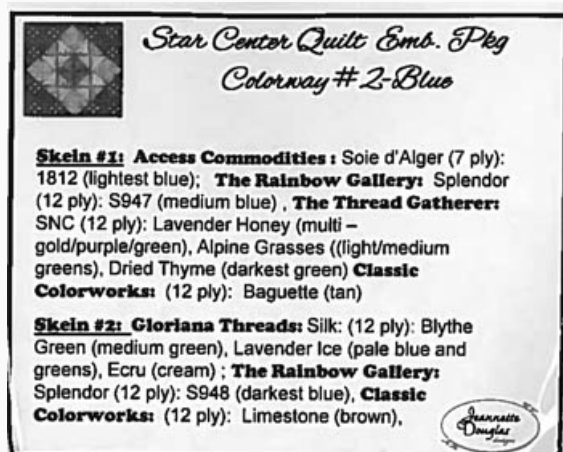 Star Center Quilt Emb. Pkg
Colorway #2-Blue
Skein #1: Access Commodities : Soie d'Alger (7 ply):
1812 (lightest blue); The Rainbow Gallery: Splendor
(12 ply): S947 (medium blue) , The Thread Gatherer:
SNC (12 ply): Lavender Honey (multi –
gold/purple/green), Alpine Grasses ((light/medium
greens), Dried Thyme (darkest green) Classic
Colorworks: (12 ply): Baguette (tan)
Skein #2: Gloriana Threads: Silk: (12 ply): Blythe
Green (medium green), Lavender Ice (pale blue and
greens), Ecru (cream) ; The Rainbow Gallery:
Splendor (12 ply): S948 (darkest blue), Classic
Colorworks: (12 ply): Limestone (brown),
Jeannette
Douglas
designs